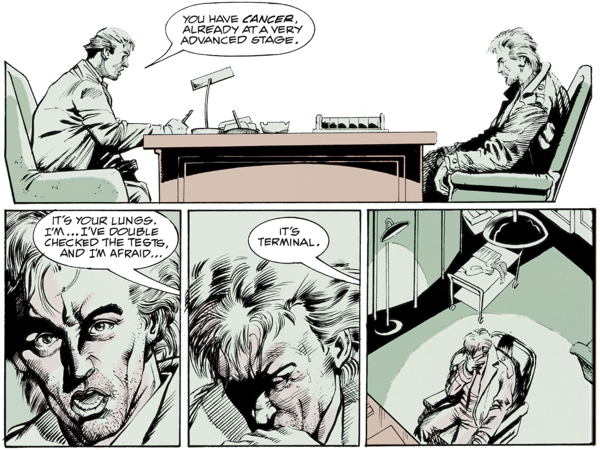 YOU HAVE CANCER,
ALREADY AT A VERY
ADVANCED STAGE.
IT'S YOUR LUNGS.
I'M...I'VE DOUBLE
CHECKED THE TESTS,
AND I'M AFRAID...
IT'S
TERMINAL.